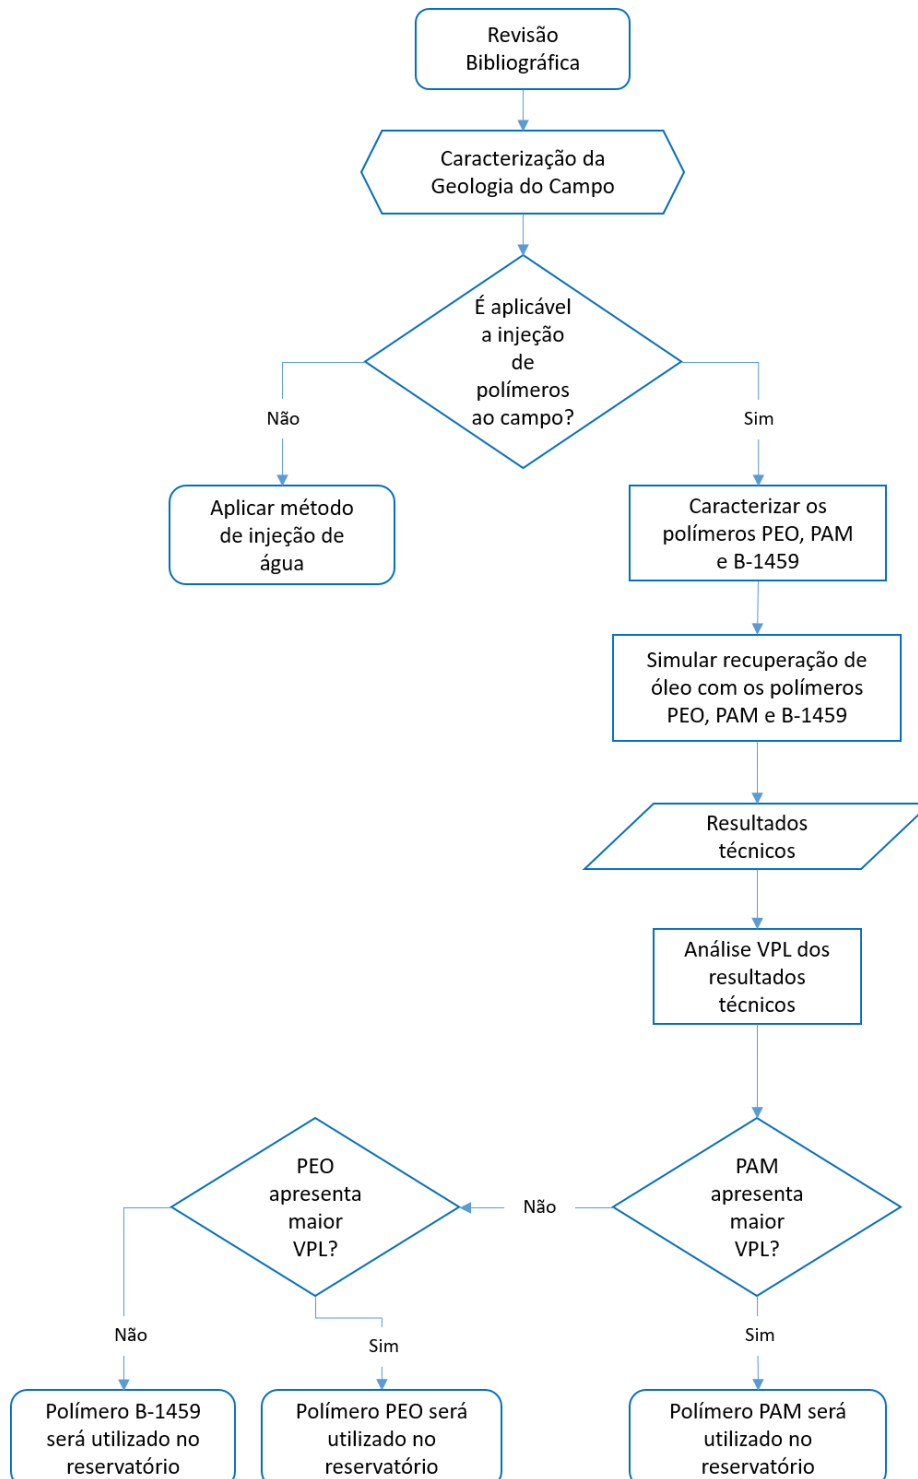 Revisão
Bibliográfica
Caracterização da
Geologia do Campo
É aplicável
a injeção
de
polímeros
ao campo?
Não
Sim
Aplicar método
de injeção de
água
Caracterizar os
polímeros PEO, PAM
e B-1459
Simular recuperação de
óleo com os polímeros
PEO, PAM e B-1459
Resultados
técnicos
Análise VPL dos
resultados
técnicos
PAM
apresenta
maior
VPL?
Não
PEO
apresenta
maior
VPL?
Não
Sim
Sim
Polímero B-1459
será utilizado no
reservatório
Polímero PEO será
utilizado no
reservatório
Polímero PAM será
utilizado no
reservatório